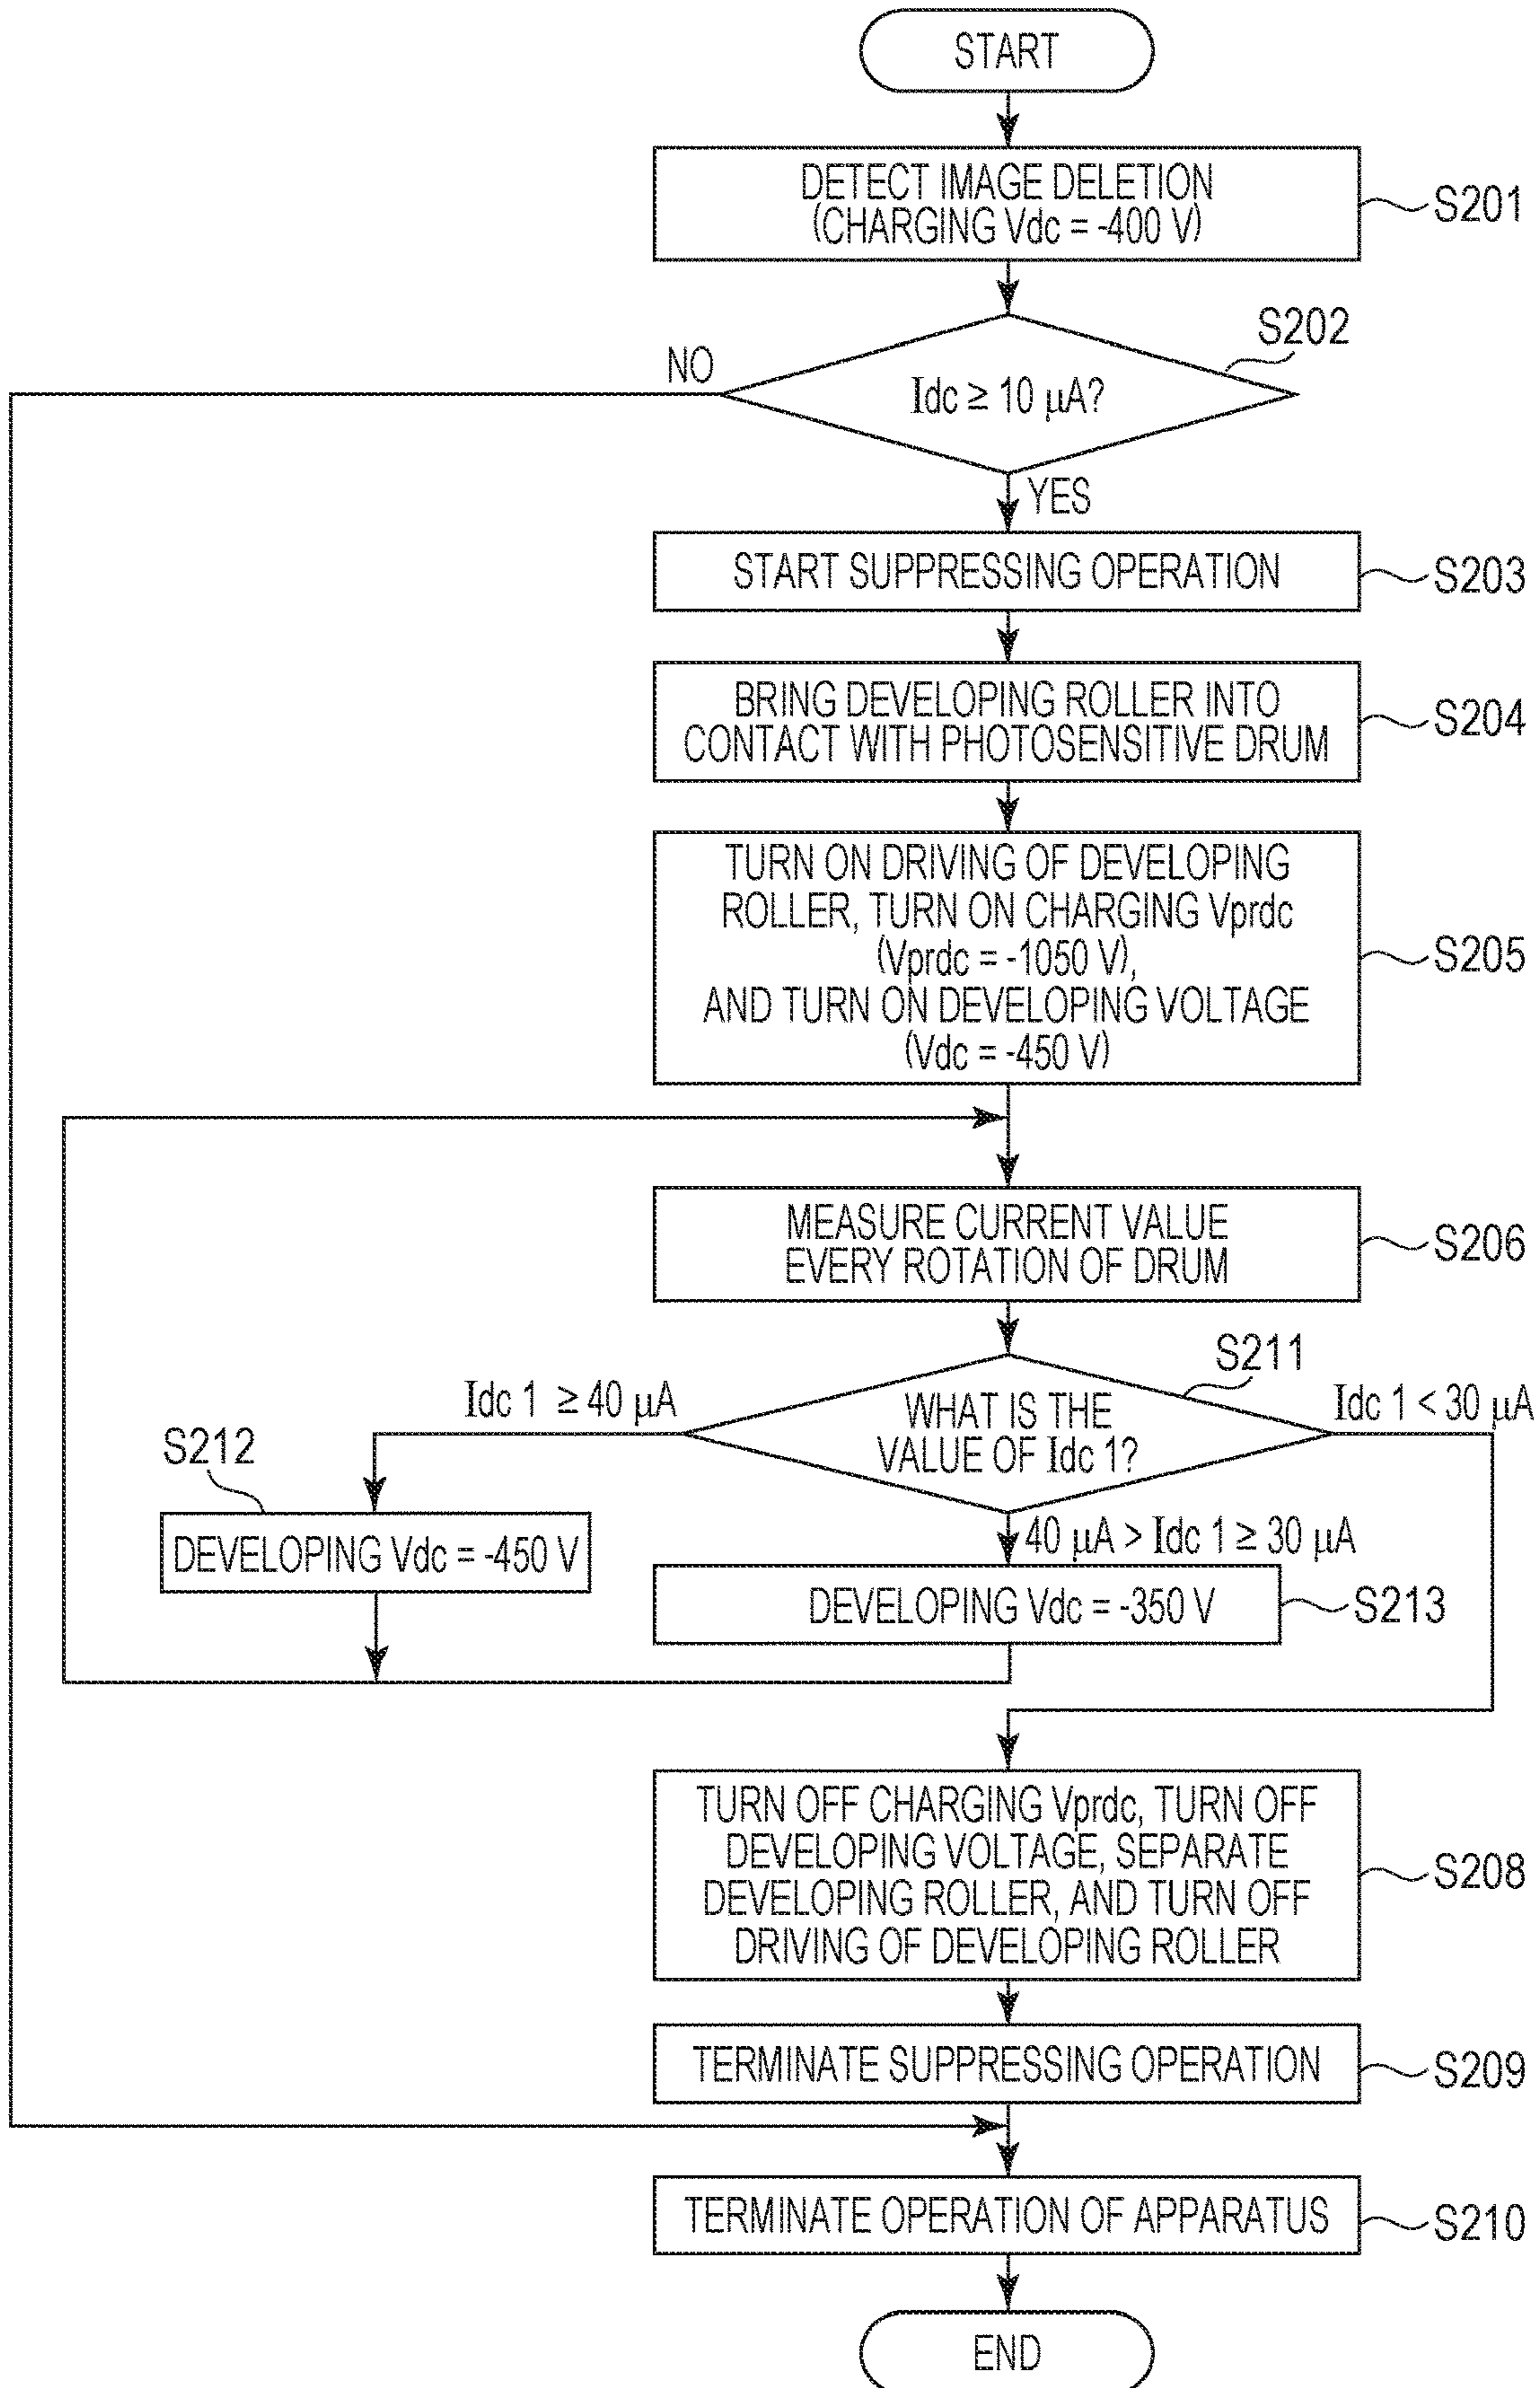 START
DETECT IMAGE DELETION
(CHARGING Vdc = -400 V)
S201
S202
NO
Idc ≥ 10 μA?
YES
START SUPPRESSING OPERATION
S203
BRING DEVELOPING ROLLER INTO
CONTACT WITH PHOTOSENSITIVE DRUM
S204
TURN ON DRIVING OF DEVELOPING
ROLLER, TURN ON CHARGING Vprdc
(Vprdc = -1050 V),
AND TURN ON DEVELOPING VOLTAGE
(Vdc = -450 V)
S205
MEASURE CURRENT VALUE
EVERY ROTATION OF DRUM
S206
S211
Idc 1 ≥ 40 μA
WHAT IS THE
VALUE OF Idc 1?
Idc 1 < 30 μA
S212
DEVELOPING Vdc = -450 V
40 μA > Idc 1 ≥ 30 μA
DEVELOPING Vdc = -350 V
S213
TURN OFF CHARGING Vprdc, TURN OFF
DEVELOPING VOLTAGE, SEPARATE
DEVELOPING ROLLER, AND TURN OFF
DRIVING OF DEVELOPING ROLLER
S208
TERMINATE SUPPRESSING OPERATION
S209
TERMINATE OPERATION OF APPARATUS
S210
END